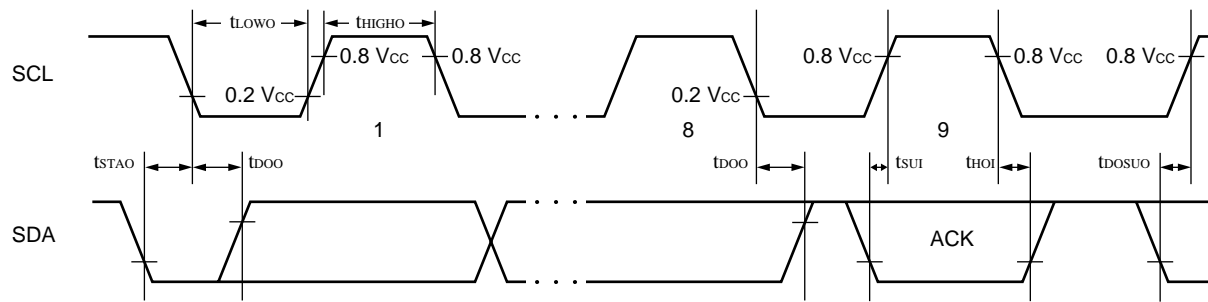 tLOWO tHIGHO
SCL 0.8 VCC 0.8 VCC 0.8 VCC 0.8 VCC 0.8 VCC
0.2 VCC 0.2 VCC
1 . . . 8 9
tSTAO tDOO tDOO tSUI tHOI tDOSUO
. . .
SDA ACK
. . .